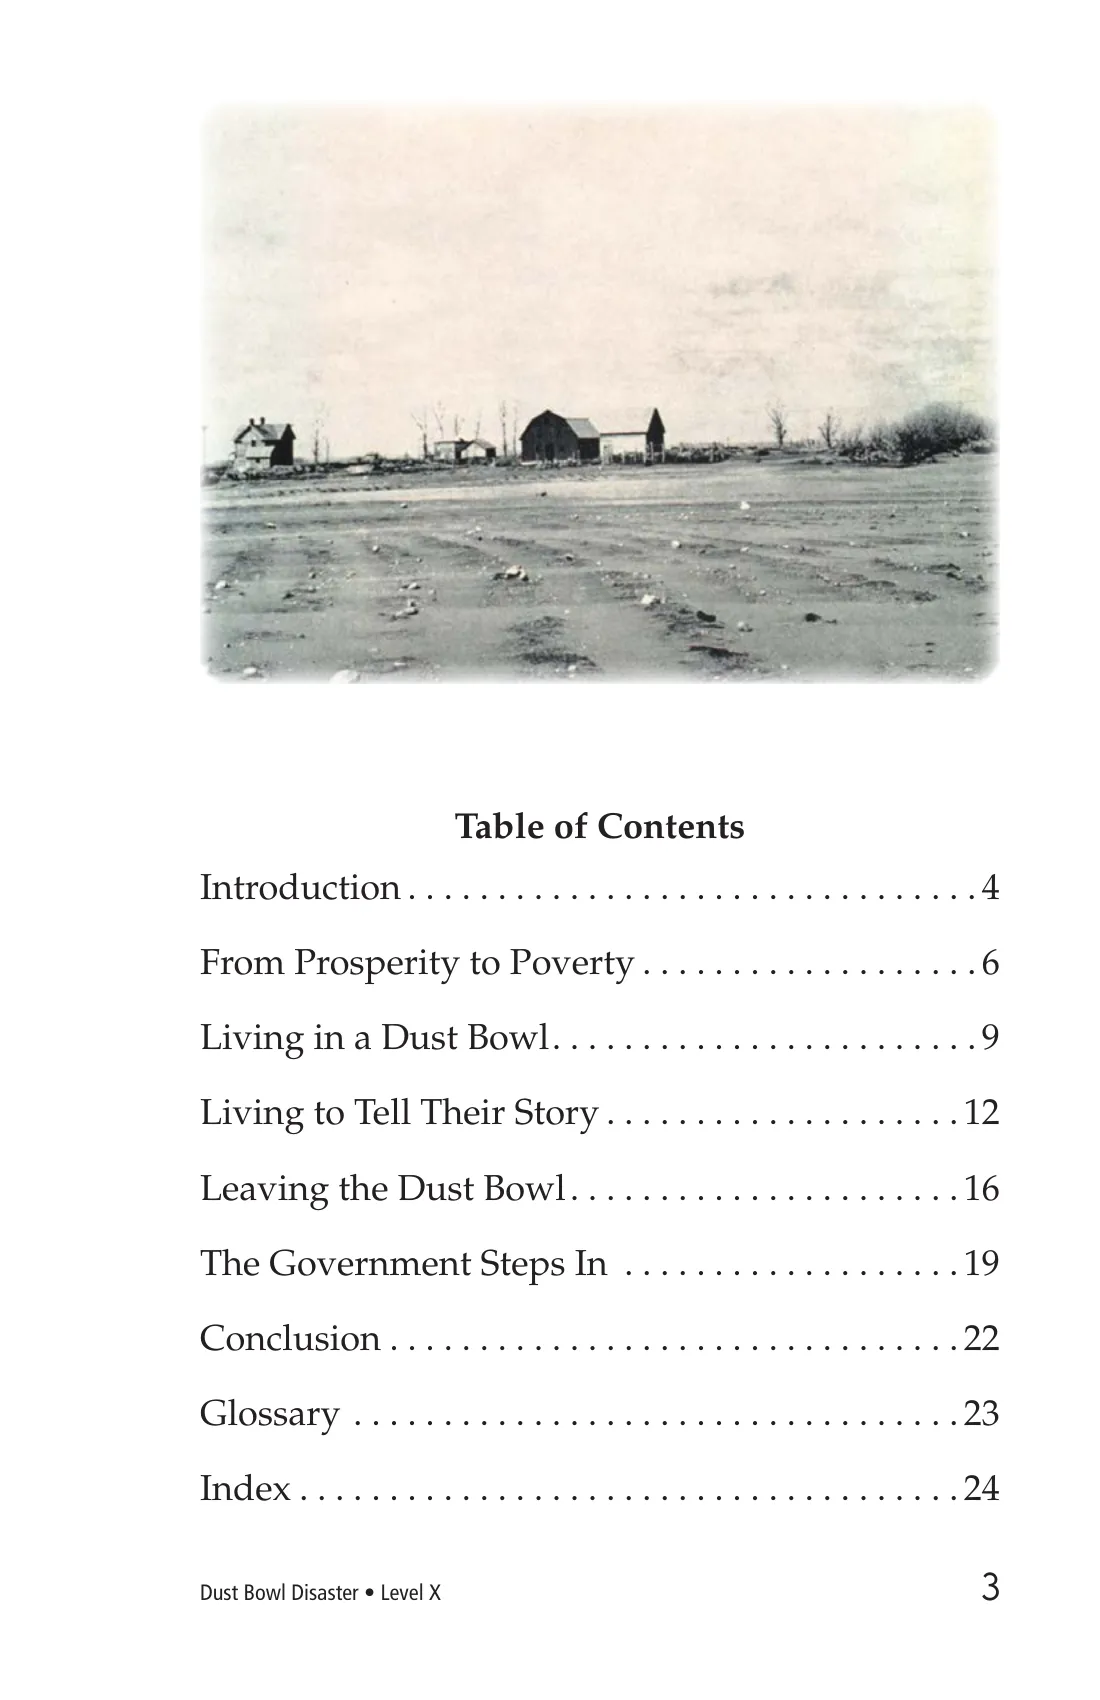 Table of Contents
Introduction . . . . . . . . . . . . . . . . . . . . . . . . . . . . . . . . 4
From Prosperity to Poverty . . . . . . . . . . . . . . . . . . . 6
Living in a Dust Bowl. . . . . . . . . . . . . . . . . . . . . . . . 9
Living to Tell Their Story . . . . . . . . . . . . . . . . . . . . 12
Leaving the Dust Bowl. . . . . . . . . . . . . . . . . . . . . . 16
The Government Steps In . . . . . . . . . . . . . . . . . . . 19
Conclusion . . . . . . . . . . . . . . . . . . . . . . . . . . . . . . . . 22
Glossary . . . . . . . . . . . . . . . . . . . . . . . . . . . . . . . . . . 23
Index . . . . . . . . . . . . . . . . . . . . . . . . . . . . . . . . . . . . . 24
Dust Bowl Disaster • Level X 3